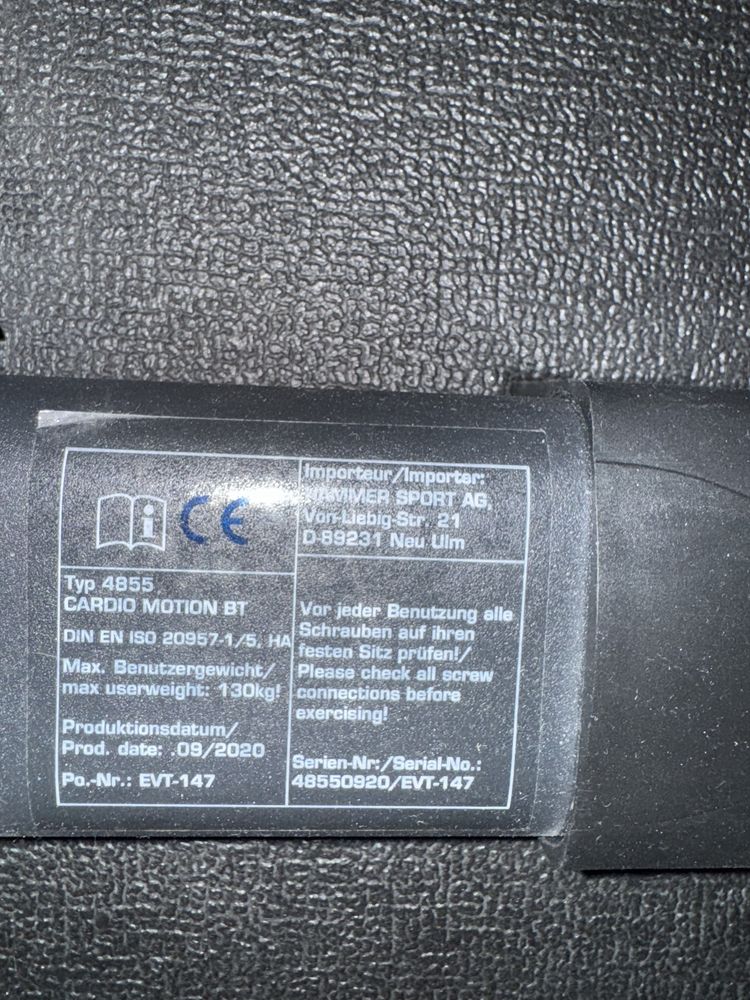 CE
Typ 4855
CARDIO MOTION BT
DIN EN ISO 20957-1/5, HA
Max. Benutzergewicht/
max userweight: 130kg!
Produktionsdatum/
Prod. date: .09/2020
Po.-Nr.: EVT-147
Importeur/Importer:
HAMMER SPORT AG,
Von-Liebig-Str. 21
D-89231 Neu Ulm
Vor jeder Benutzung alle
Schrauben auf ihren
festen Sitz prüfen!/
Please check all screw
connections before
exercising!
Serien-Nr:/Serial-No.:
48550920/EVT-147